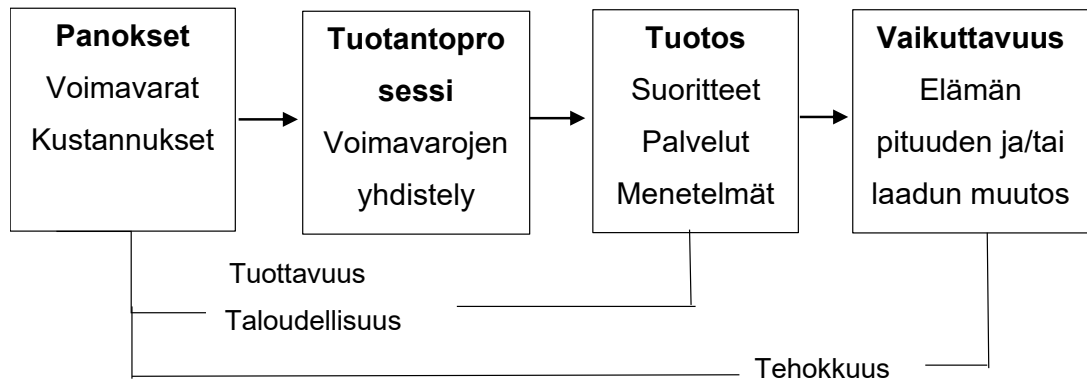 Panokset
Voimavarat
Kustannukset
Tuotantopro
sessi
Voimavarojen
yhdistely
Tuotos
Suoritteet
Palvelut
Menetelmät
Vaikuttavuus
Elämän
pituuden ja/tai
laadun muutos
Tuottavuus
Taloudellisuus
Tehokkuus